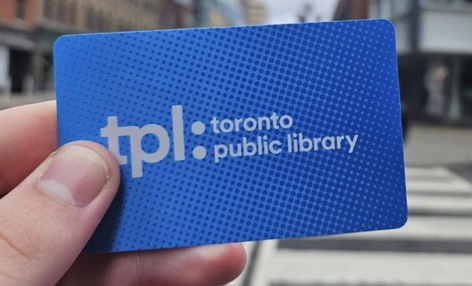 tpl: toronto
public library